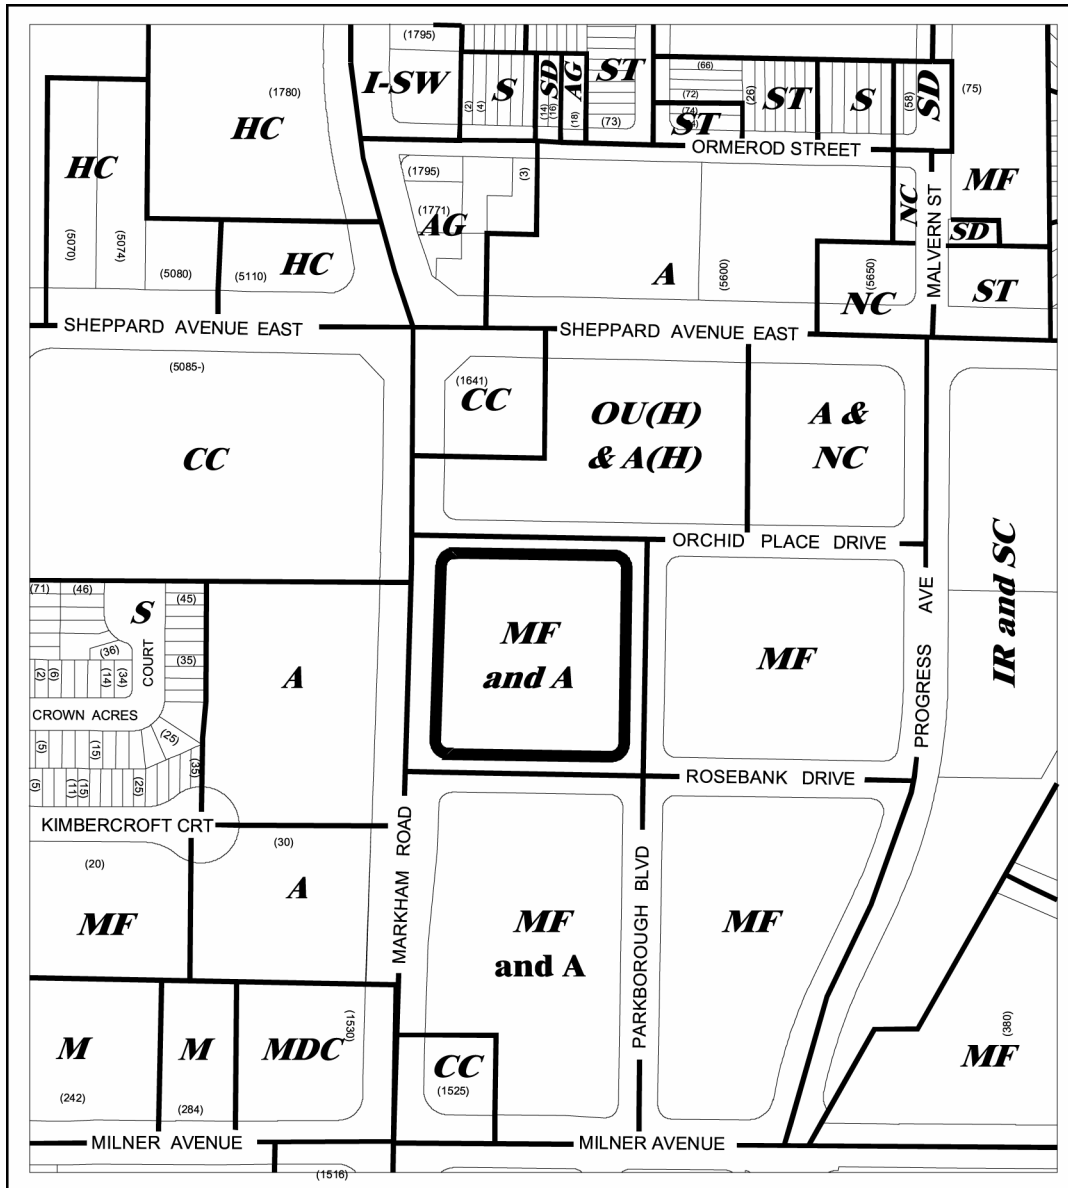 (1795)
I-SW
(2)
(4)
S
SD
(14)
(16)
AG
(18)
ST
(73)
(66)
(72)
(74)
ST
(26)
ST
S
(58)
SD
(75)
MF
(1780)
HC
HC
(5070)
(5074)
(5080)
(5110)
HC
ORMEROD STREET
(1795)
(3)
(1771)
AG
A
(5600)
NC
(5650)
NC
MALVERN ST
SD
ST
SHEPPARD AVENUE EAST
SHEPPARD AVENUE EAST
(5085-)
CC
(1641)
CC
OU(H)
& A(H)
A &
NC
ORCHID PLACE DRIVE
IR and SC
PROGRESS AVE
(71)
(46)
S
(45)
(36)
(35)
(2)
(6)
(14)
(34)
COURT
CROWN ACRES
(5)
(15)
(25)
(35)
(5)
(11)
(15)
(25)
A
MF
and A
MF
ROSEBANK DRIVE
KIMBERCROFT CRT
(20)
MF
(30)
A
MARKHAM ROAD
MF
and A
PARKBOROUGH BLVD
MF
(380)
MF
M
(242)
M
(284)
MDC
(1530)
CC
(1525)
MILNER AVENUE
MILNER AVENUE
(1516)